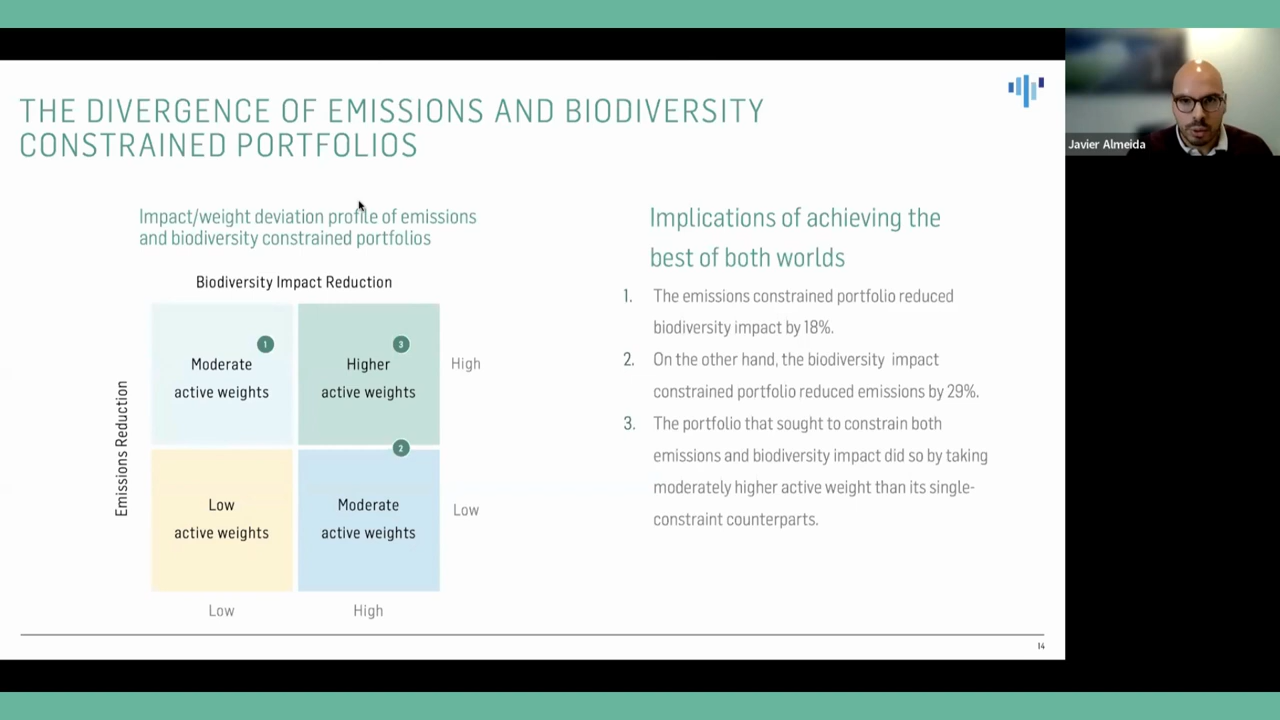 THE DIVERGENCE OF EMISSIONS AND BIODIVERSITY
CONSTRAINED PORTFOLIOS
Javier Almeida
Impact/weight deviation profile of emissions
and biodiversity constrained portfolios
Biodiversity Impact Reduction
Emissions Reduction
1
Moderate
active weights
3
Higher
active weights
High
2
Low
active weights
Moderate
active weights
Low
Low
High
Implications of achieving the
best of both worlds
1. The emissions constrained portfolio reduced
biodiversity impact by 18%.
2. On the other hand, the biodiversity impact
constrained portfolio reduced emissions by 29%.
3. The portfolio that sought to constrain both
emissions and biodiversity impact did so by taking
moderately higher active weight than its single-
constraint counterparts.
14